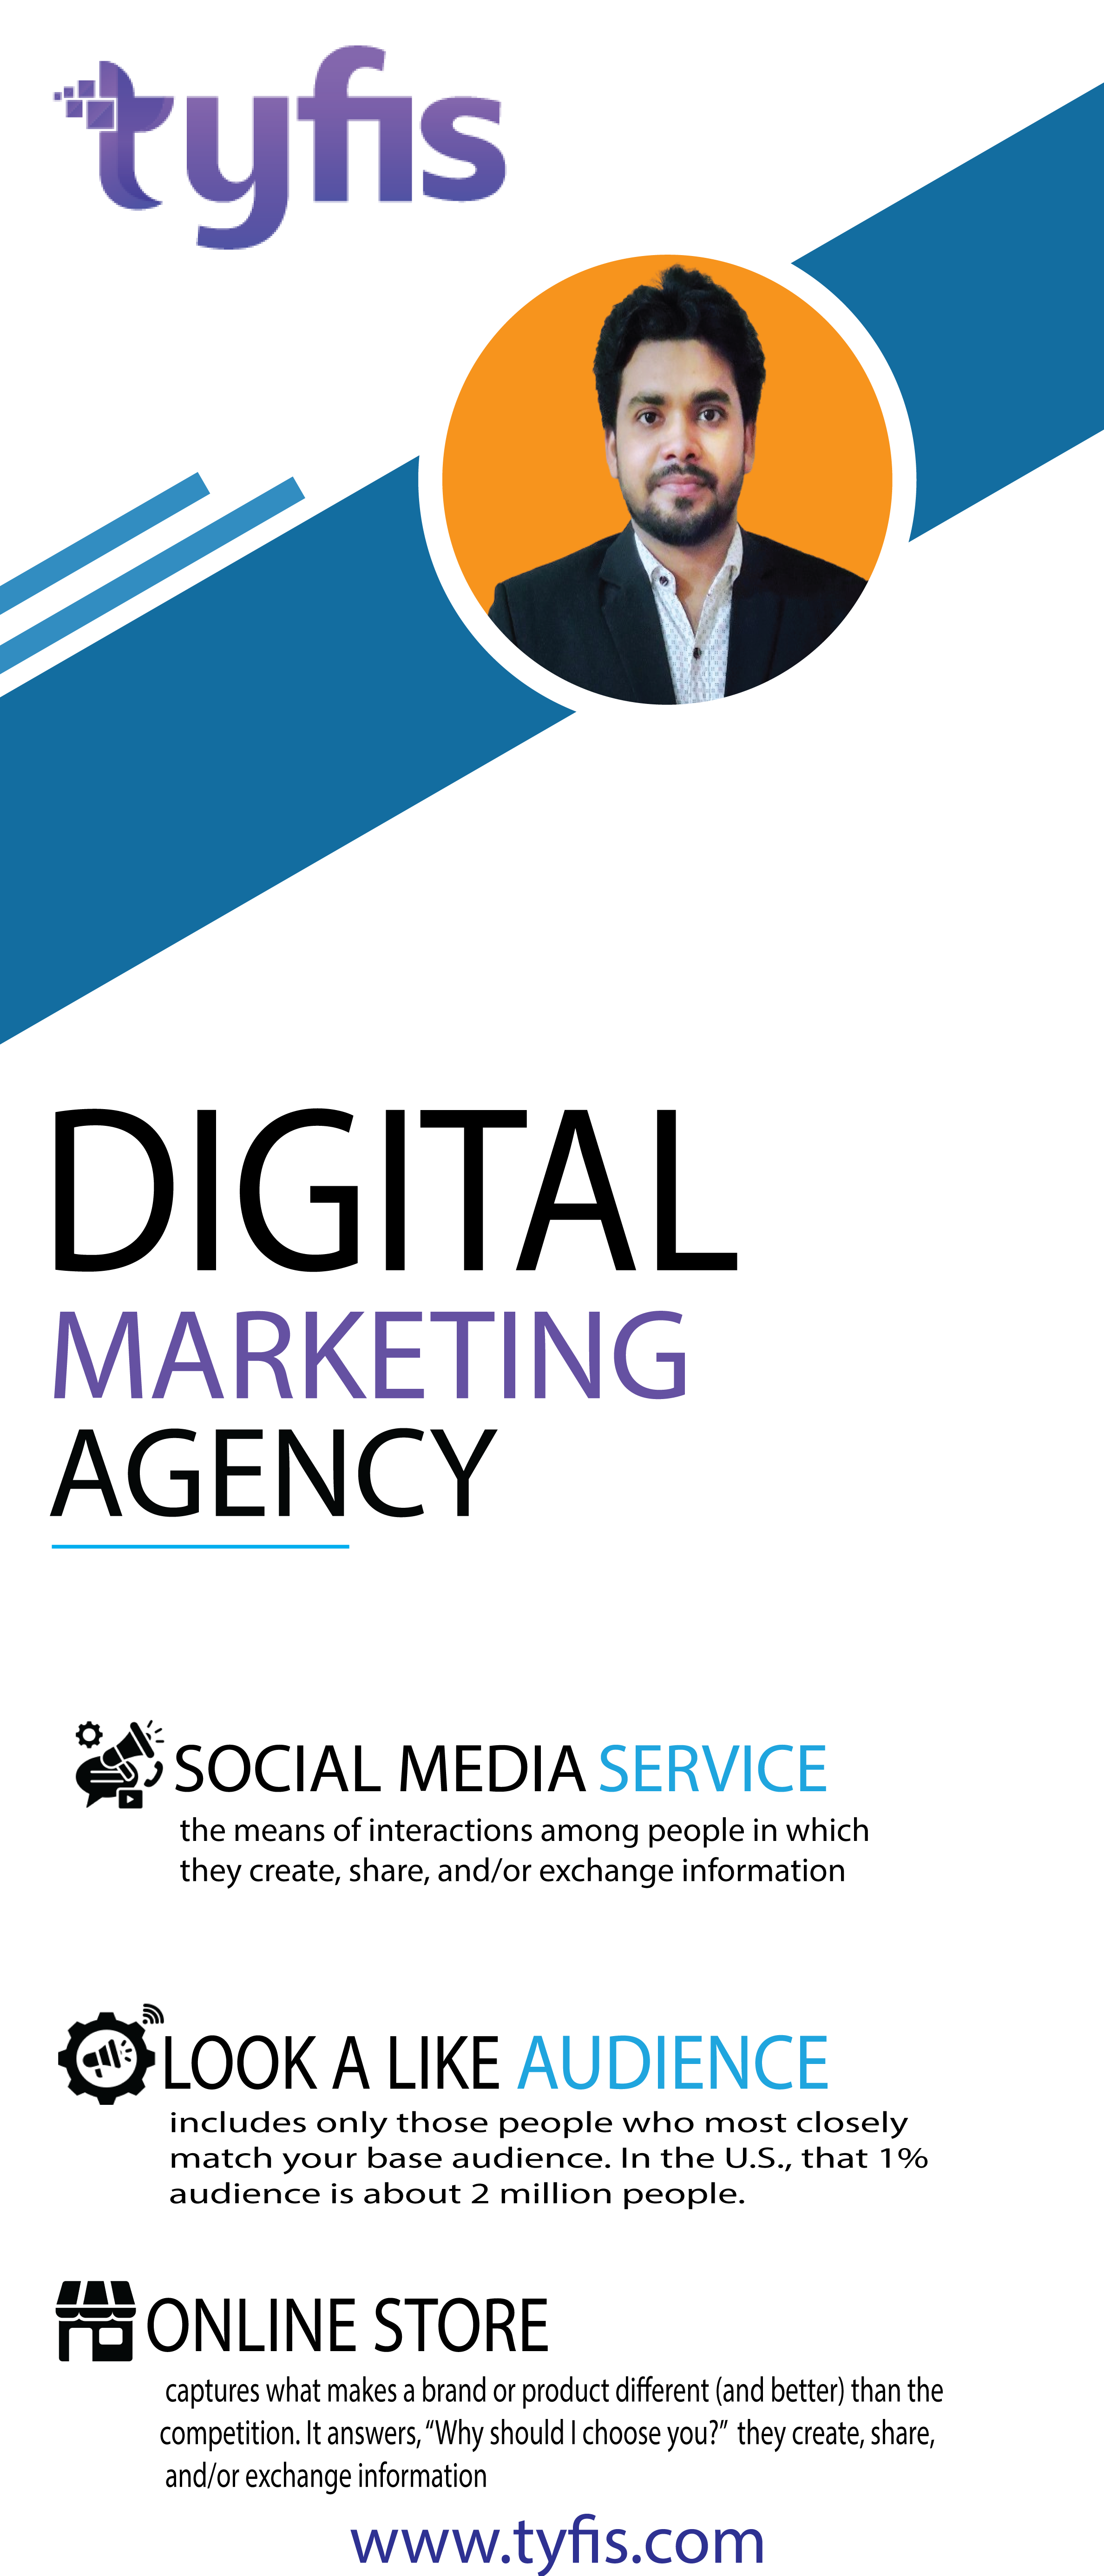 tyfis
DIGITAL
MARKETING
AGENCY
SOCIAL MEDIA SERVICE
the means of interactions among people in which
they create, share, and/or exchange information
LOOK A LIKE AUDIENCE
includes only those people who most closely
match your base audience. In the U.S., that 1%
audience is about 2 million people.
ONLINE STORE
captures what makes a brand or product different (and better) than the
competition. It answers, “Why should I choose you?” they create, share,
and/or exchange information
www.tyfis.com